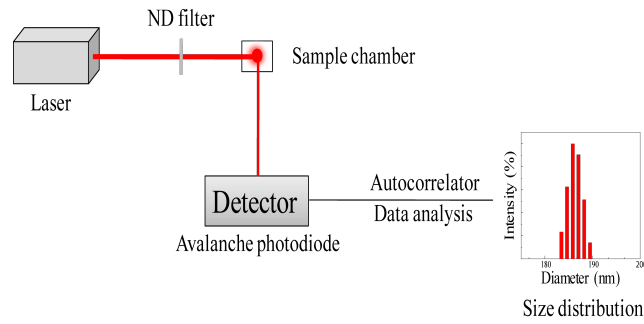 ND filter
Sample chamber
Laser
Detector
Avalanche photodiode
Autocorrelator
Data analysis
Intensity (%)
180
190
200
Diameter (nm)
Size distribution